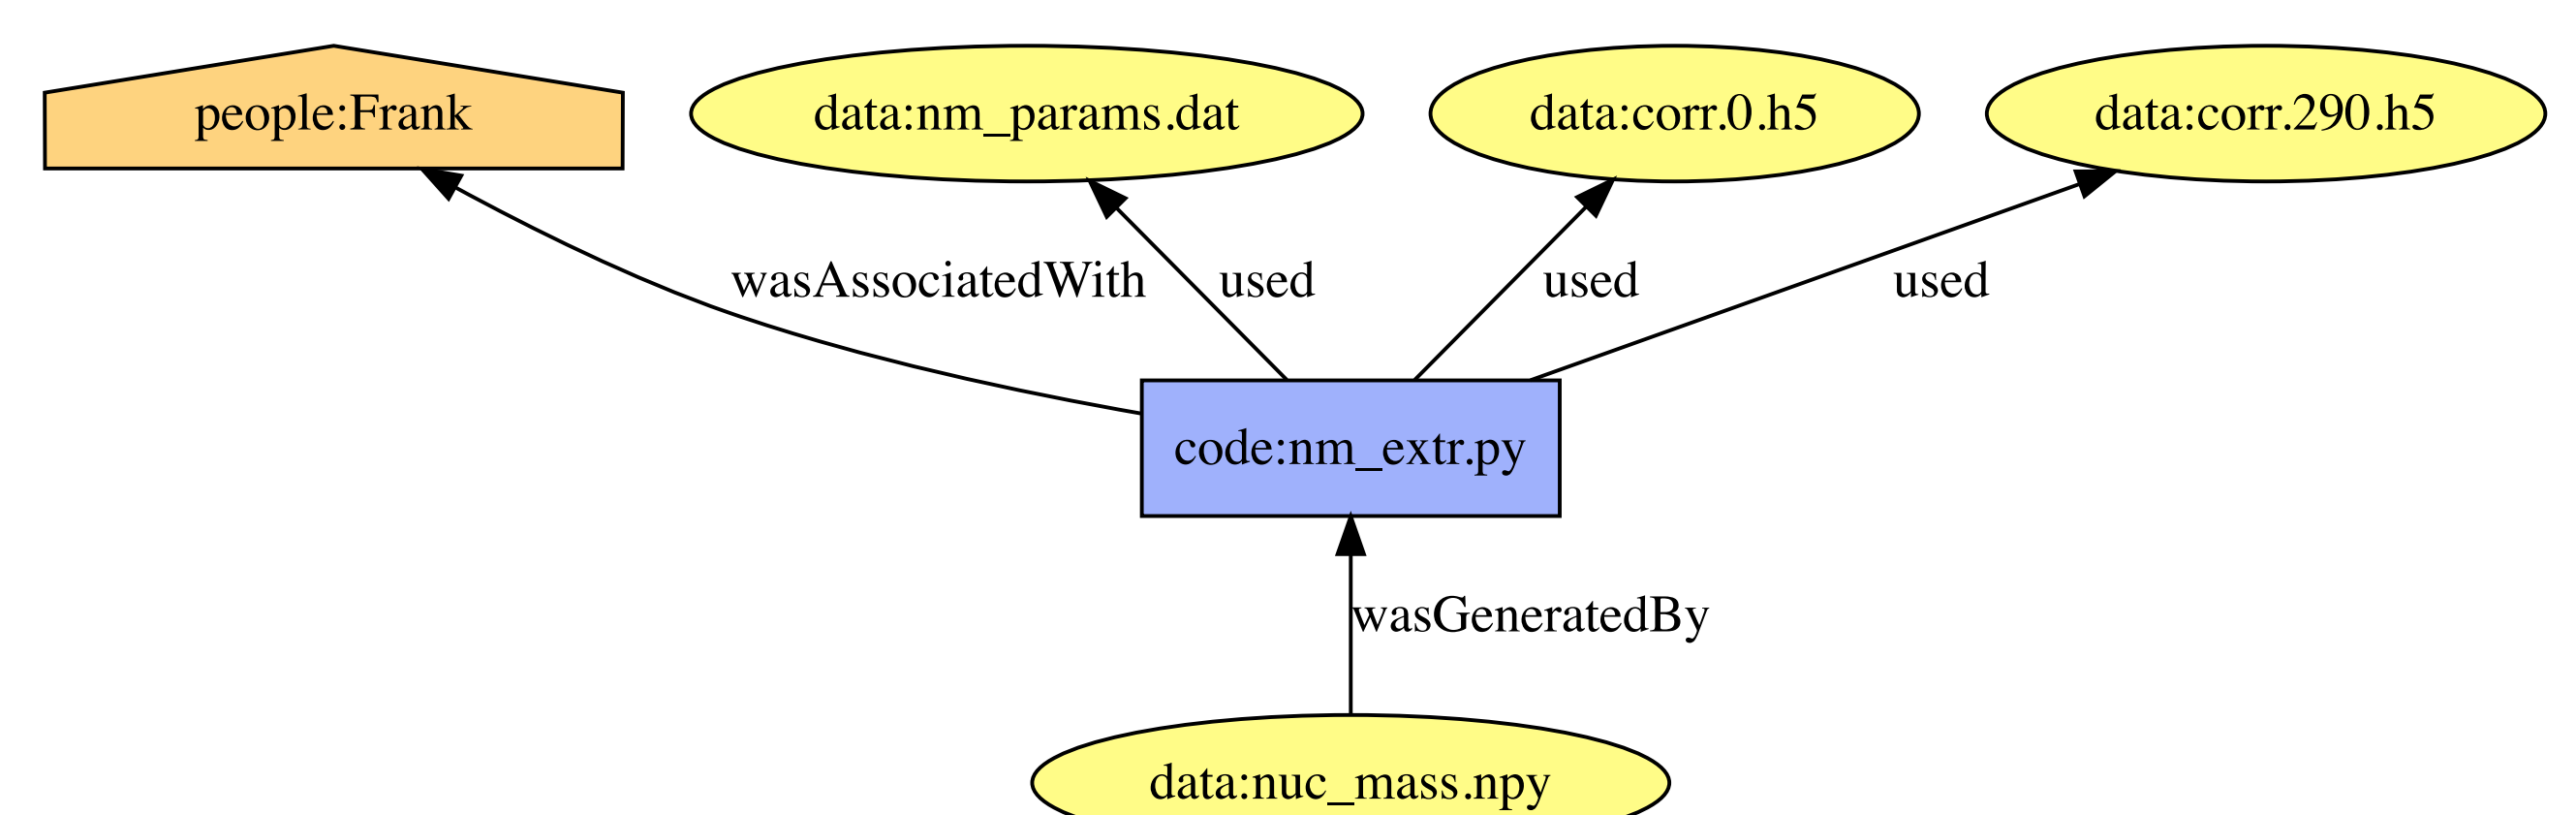 people:Frank
data:nm_params.dat
data:corr.0.h5
data:corr.290.h5
wasAssociatedWith
used
used
used
code:nm_extr.py
wasGeneratedBy
data:nuc_mass.npy